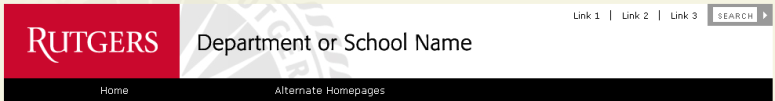 Link 1 | Link 2 | Link 3 SEARCH
RUTGERS Department or School Name
Home Alternate Homepages